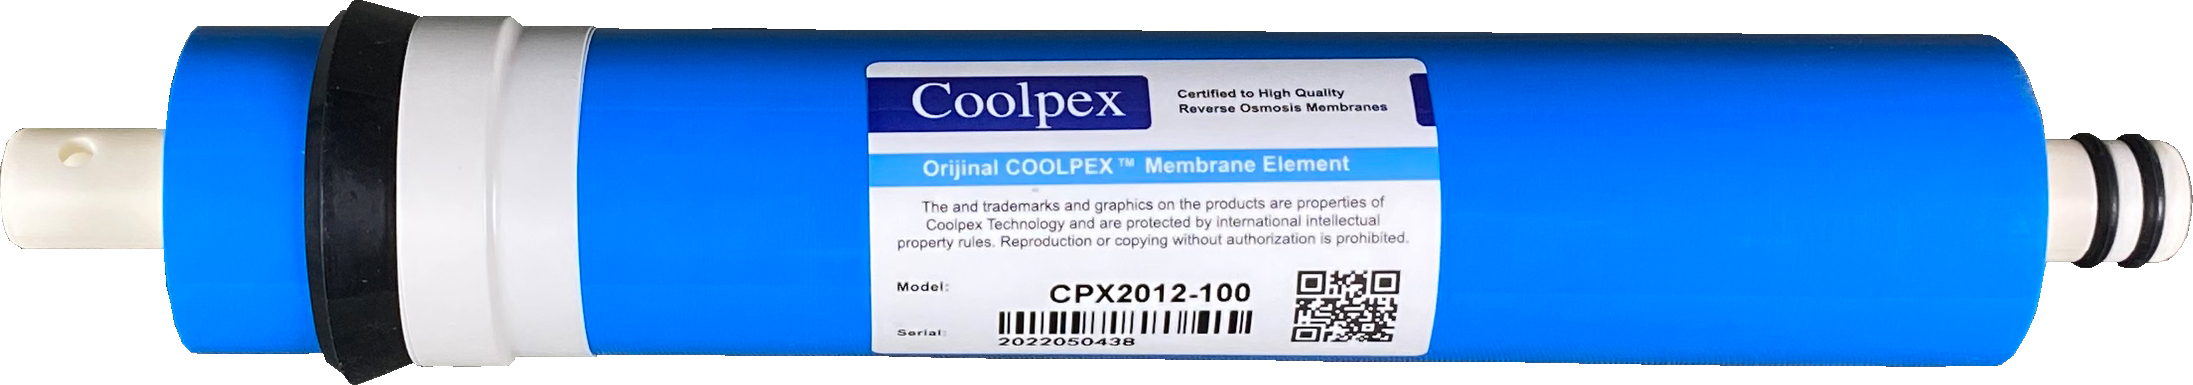 Coolpex
Certified to High Quality
Reverse Osmosis Membranes
Orijinal COOLPEX™ Membrane Element
The and trademarks and graphics on the products are properties of
Coolpex Technology and are protected by international intellectual
property rules. Reproduction or copying without authorization is prohibited.
Model:
CPX2012-100
Serial:
2022050438